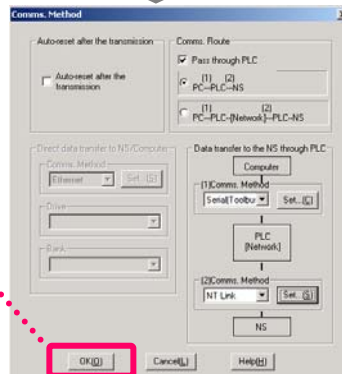 Comms. Method
Auto-reset after the transmission
Auto-reset after the
transmission
Comms. Route
Pass through PLC
(1) (2)
PC--PLC--NS
(1) (2)
PC--PLC-[Network]--PLC-NS
Direct data transfer to NS/Computer
Comms. Method
Ethernet
Set...(S)
Drive
Bank
Data transfer to the NS through PLC
Computer
(1)Comms. Method
Serial(Toolbus
Set...(C)
PLC
[Network]
(2)Comms. Method
NT Link
Set...(S)
NS
OK(O)
Cancel(L)
Help(H)